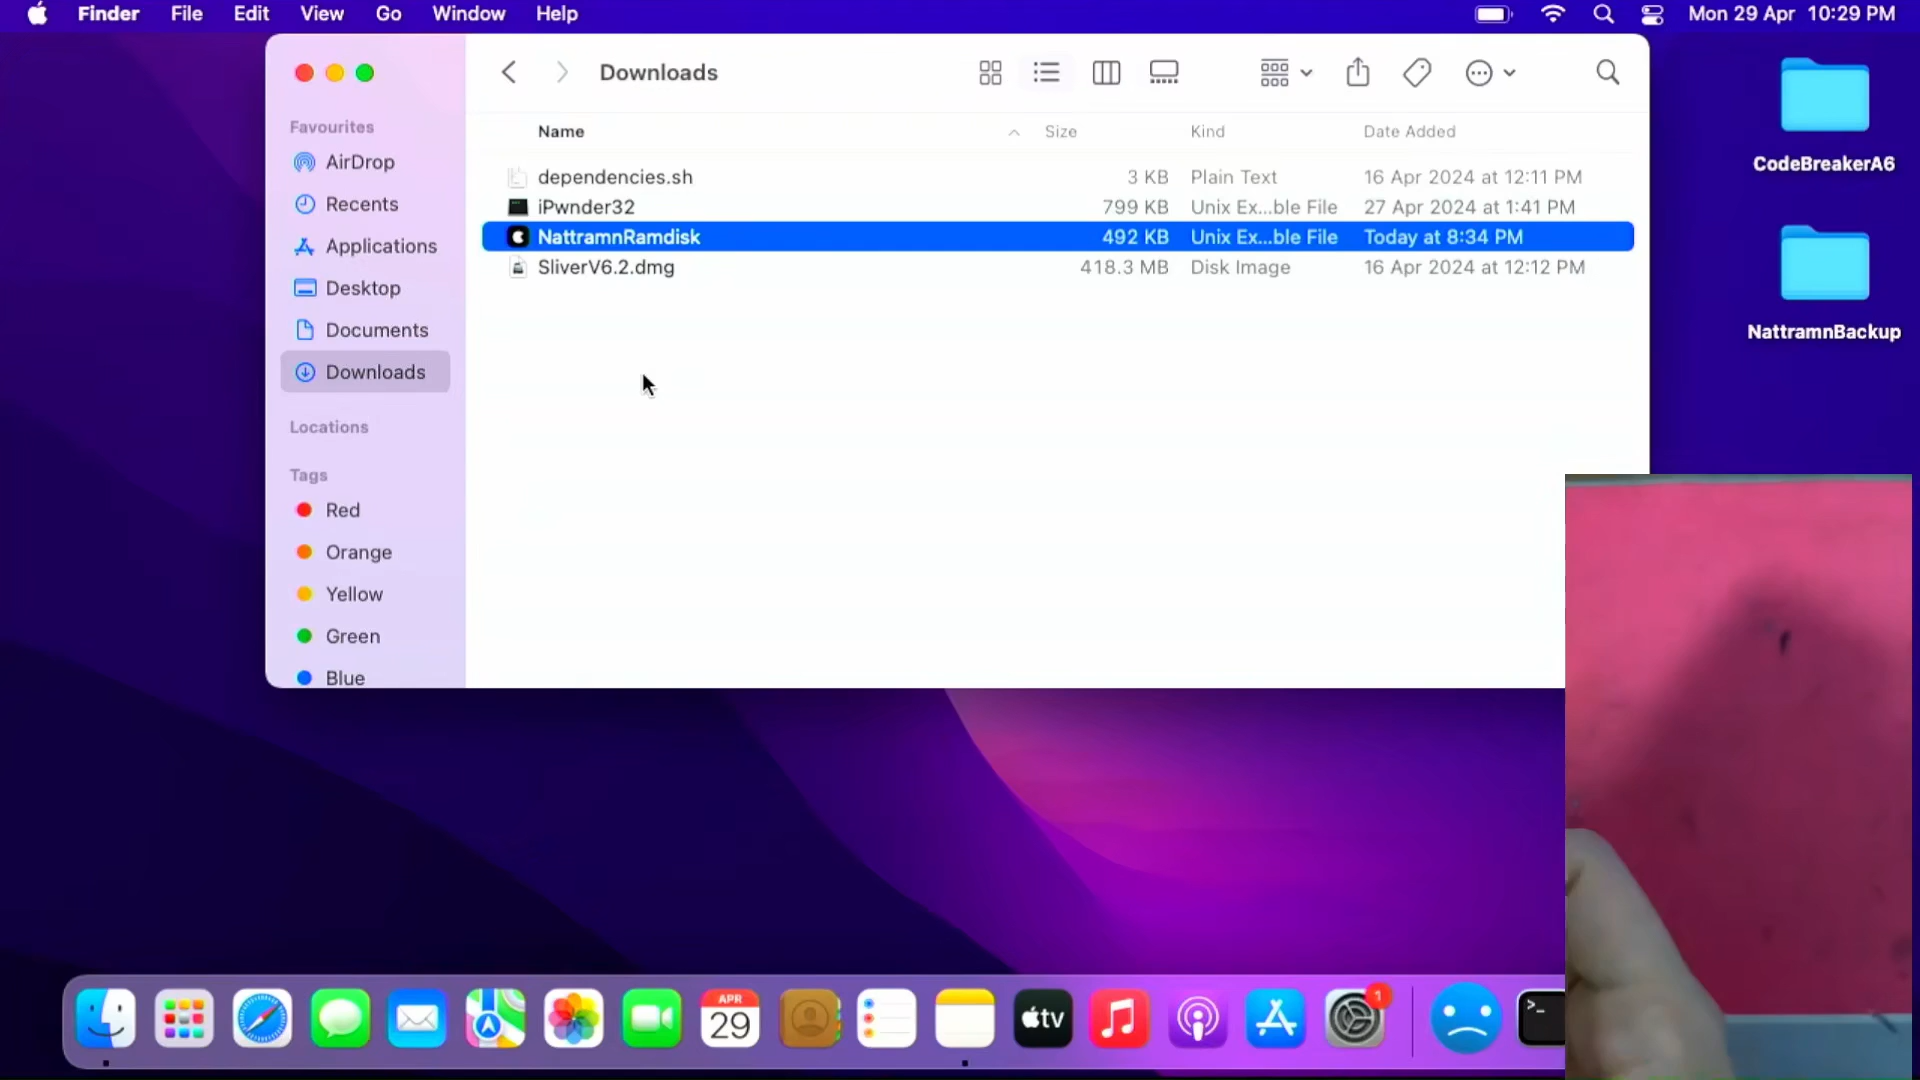 Finder File Edit View Go Window Help Mon 29 Apr 10:29 PM
Downloads
Favourites
AirDrop
Recents
Applications
Desktop
Documents
Downloads
Locations
Tags
Red
Orange
Yellow
Green
Blue
Name Size Kind Date Added
dependencies.sh 3 KB Plain Text 16 Apr 2024 at 12:11 PM
iPwnder32 799 KB Unix Ex...ble File 27 Apr 2024 at 1:41 PM
NattramnRamdisk 492 KB Unix Ex...ble File Today at 8:34 PM
SliverV6.2.dmg 418.3 MB Disk Image 16 Apr 2024 at 12:12 PM
CodeBreakerA6
NattramnBackup
APR
29
tv
1
>_